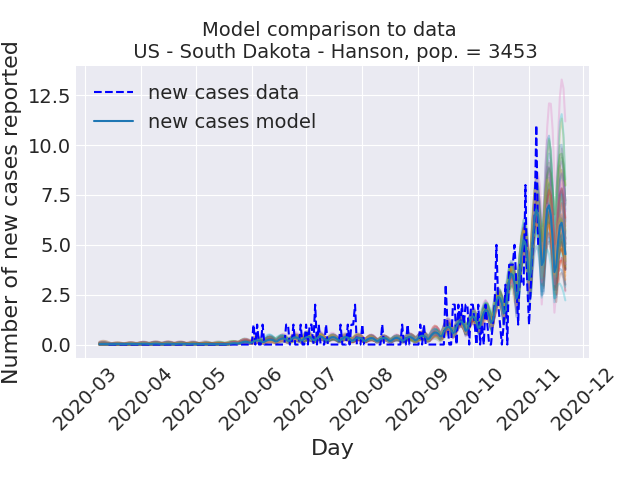 Model comparison to data
US - South Dakota - Hanson, pop. = 3453
Number of new cases reported
12.5
10.0
7.5
5.0
2.5
0.0
new cases data
new cases model
2020-03
2020-04
2020-05
2020-06
2020-07
2020-08
2020-09
2020-10
2020-11
2020-12
Day